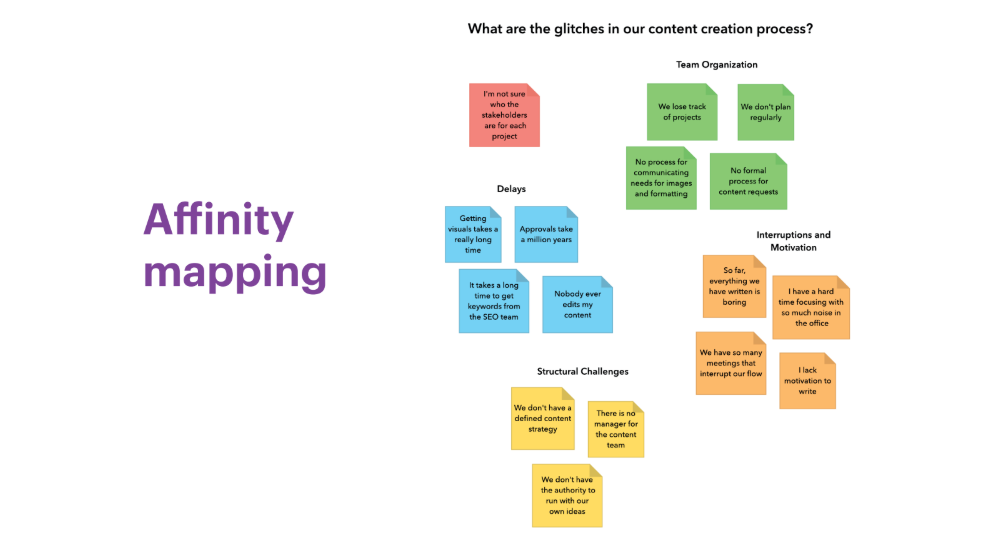 What are the glitches in our content creation process?
Affinity
mapping
I'm not sure
who the
stakeholders
are for each
project
Team Organization
We lose track
of projects
We don't plan
regularly
No process for
communicating
needs for images
and formatting
No formal
process for
content requests
Delays
Getting
visuals takes a
really long
time
Approvals take
a million years
It takes a long
time to get
keywords from
the SEO team
Nobody ever
edits my
content
Interruptions and
Motivation
So far,
everything we
have written is
boring
I have a hard
time focusing with
so much noise in
the office
We have so many
meetings that
interrupt our flow
I lack
motivation to
write
Structural Challenges
We don't have a
defined content
strategy
There is no
manager for
the content
team
We don't have
the authority to
run with our
own ideas